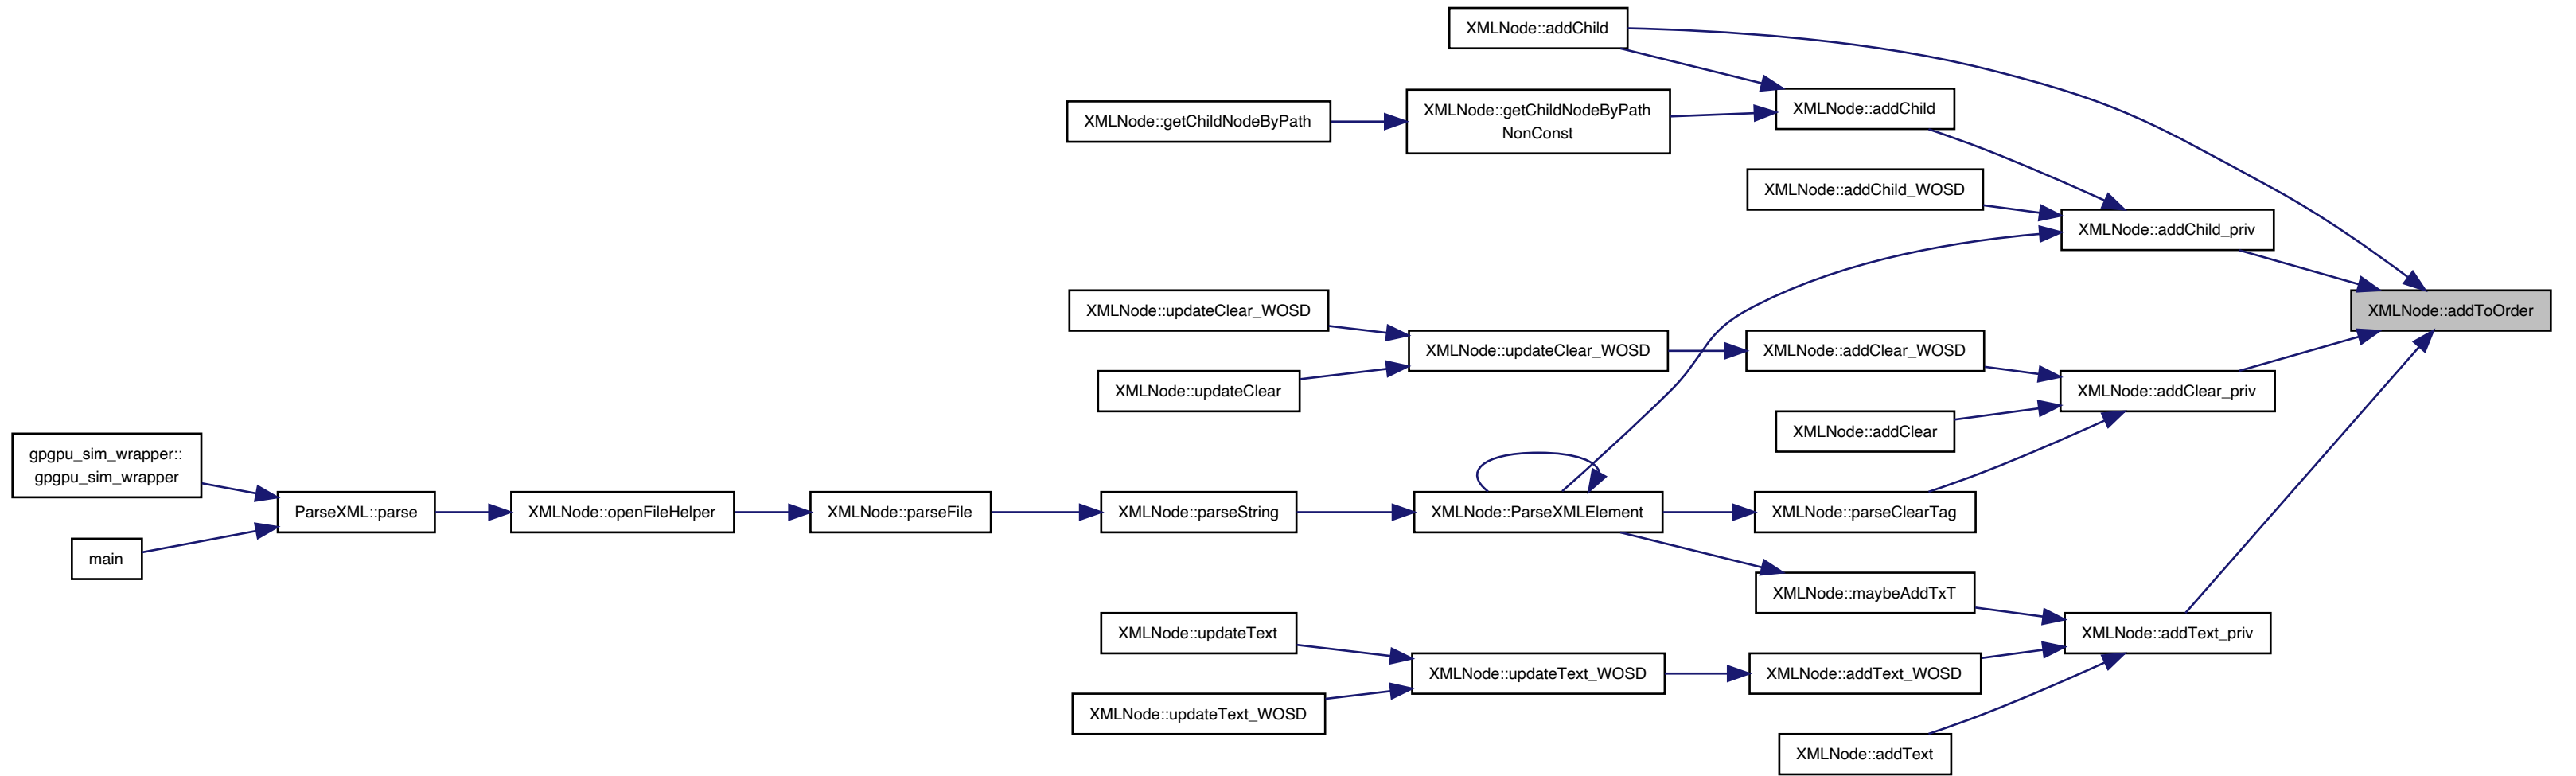 XMLNode::addChild
XMLNode::addChild
XMLNode::getChildNodeByPath
NonConst
XMLNode::getChildNodeByPath
XMLNode::addChild_WOSD
XMLNode::addChild_priv
XMLNode::updateClear_WOSD
XMLNode::addToOrder
XMLNode::updateClear_WOSD
XMLNode::addClear_WOSD
XMLNode::updateClear
XMLNode::addClear_priv
XMLNode::addClear
gpgpu_sim_wrapper::
gpgpu_sim_wrapper
ParseXML::parse
XMLNode::openFileHelper
XMLNode::parseFile
XMLNode::parseString
XMLNode::ParseXMLElement
XMLNode::parseClearTag
main
XMLNode::maybeAddTxT
XMLNode::updateText
XMLNode::addText_priv
XMLNode::updateText_WOSD
XMLNode::addText_WOSD
XMLNode::updateText_WOSD
XMLNode::addText